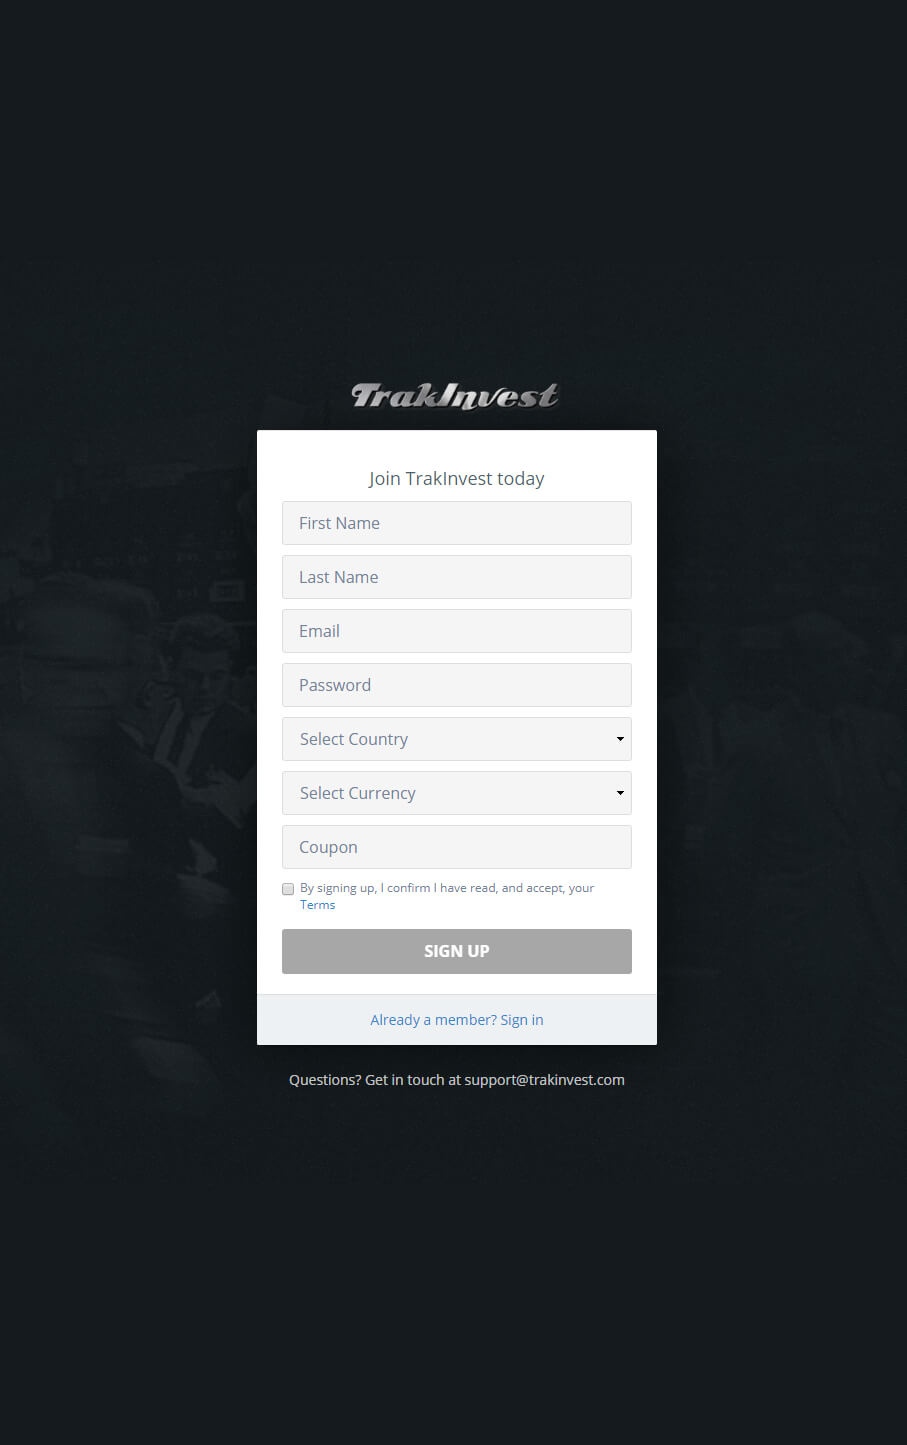 TrakInvest
Join TrakInvest today
First Name
Last Name
Email
Password
Select Country
Select Currency
Coupon
By signing up, I confirm I have read, and accept, your
Terms
SIGN UP
Already a member? Sign in
Questions? Get in touch at support@trakinvest.com